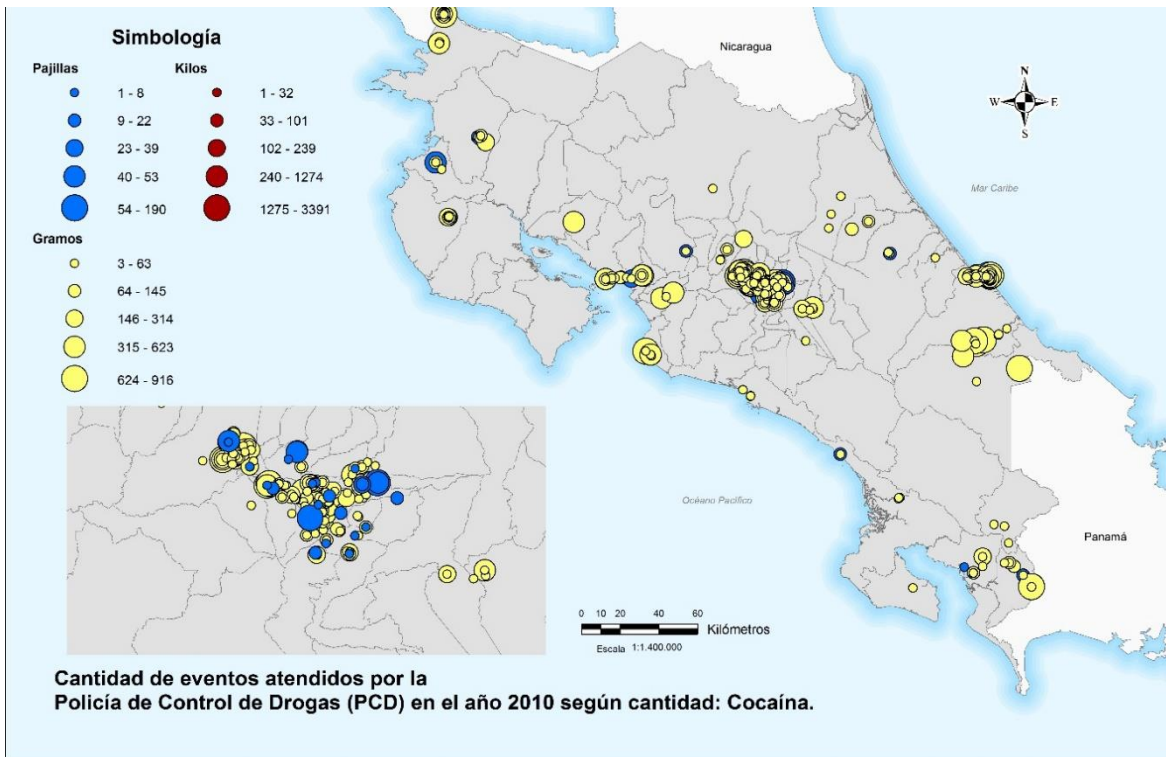 Simbología
Pajillas
1 - 8
9 - 22
23 - 39
40 - 53
54 - 190
Kilos
1 - 32
33 - 101
102 - 239
240 - 1274
1275 - 3391
Gramos
3 - 63
64 - 145
146 - 314
315 - 623
624 - 916
Nicaragua
N
W
E
S
Mar Caribe
Océano Pacífico
Panamá
0 10 20 40 60
Kilómetros
Escala 1:1.400.000
Cantidad de eventos atendidos por la
Policía de Control de Drogas (PCD) en el año 2010 según cantidad: Cocaína.